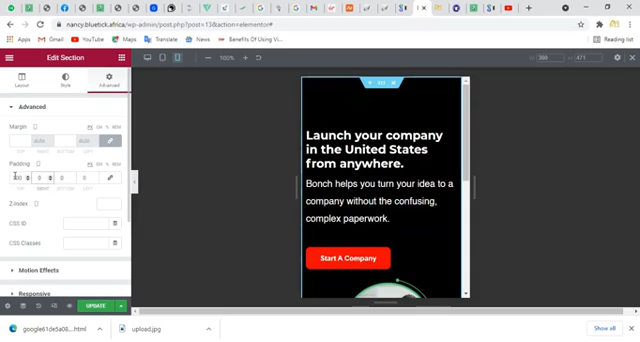 nancy.bluetick.africa/wp-admin/post.php?post=13&action=elementor#
Apps
Gmail
YouTube
Maps
Translate
Screenshots
Benefits Of Using Vi...
Reading list
Edit Section
100%
Layout
Style
Advanced
Advanced
Margin
PX EM % REM
auto auto
TOP RIGHT BOTTOM LEFT
Padding
PX EM % REM
0 0 0
TOP RIGHT BOTTOM LEFT
Z-Index
CSS ID
CSS Classes
Motion Effects
Responsive
UPDATE
Launch your company
in the United States
from anywhere.
Bonch helps you turn your idea to a
company without the confusing,
complex paperwork.
Start A Company
google61de5a08....html
upload.jpg
Show all